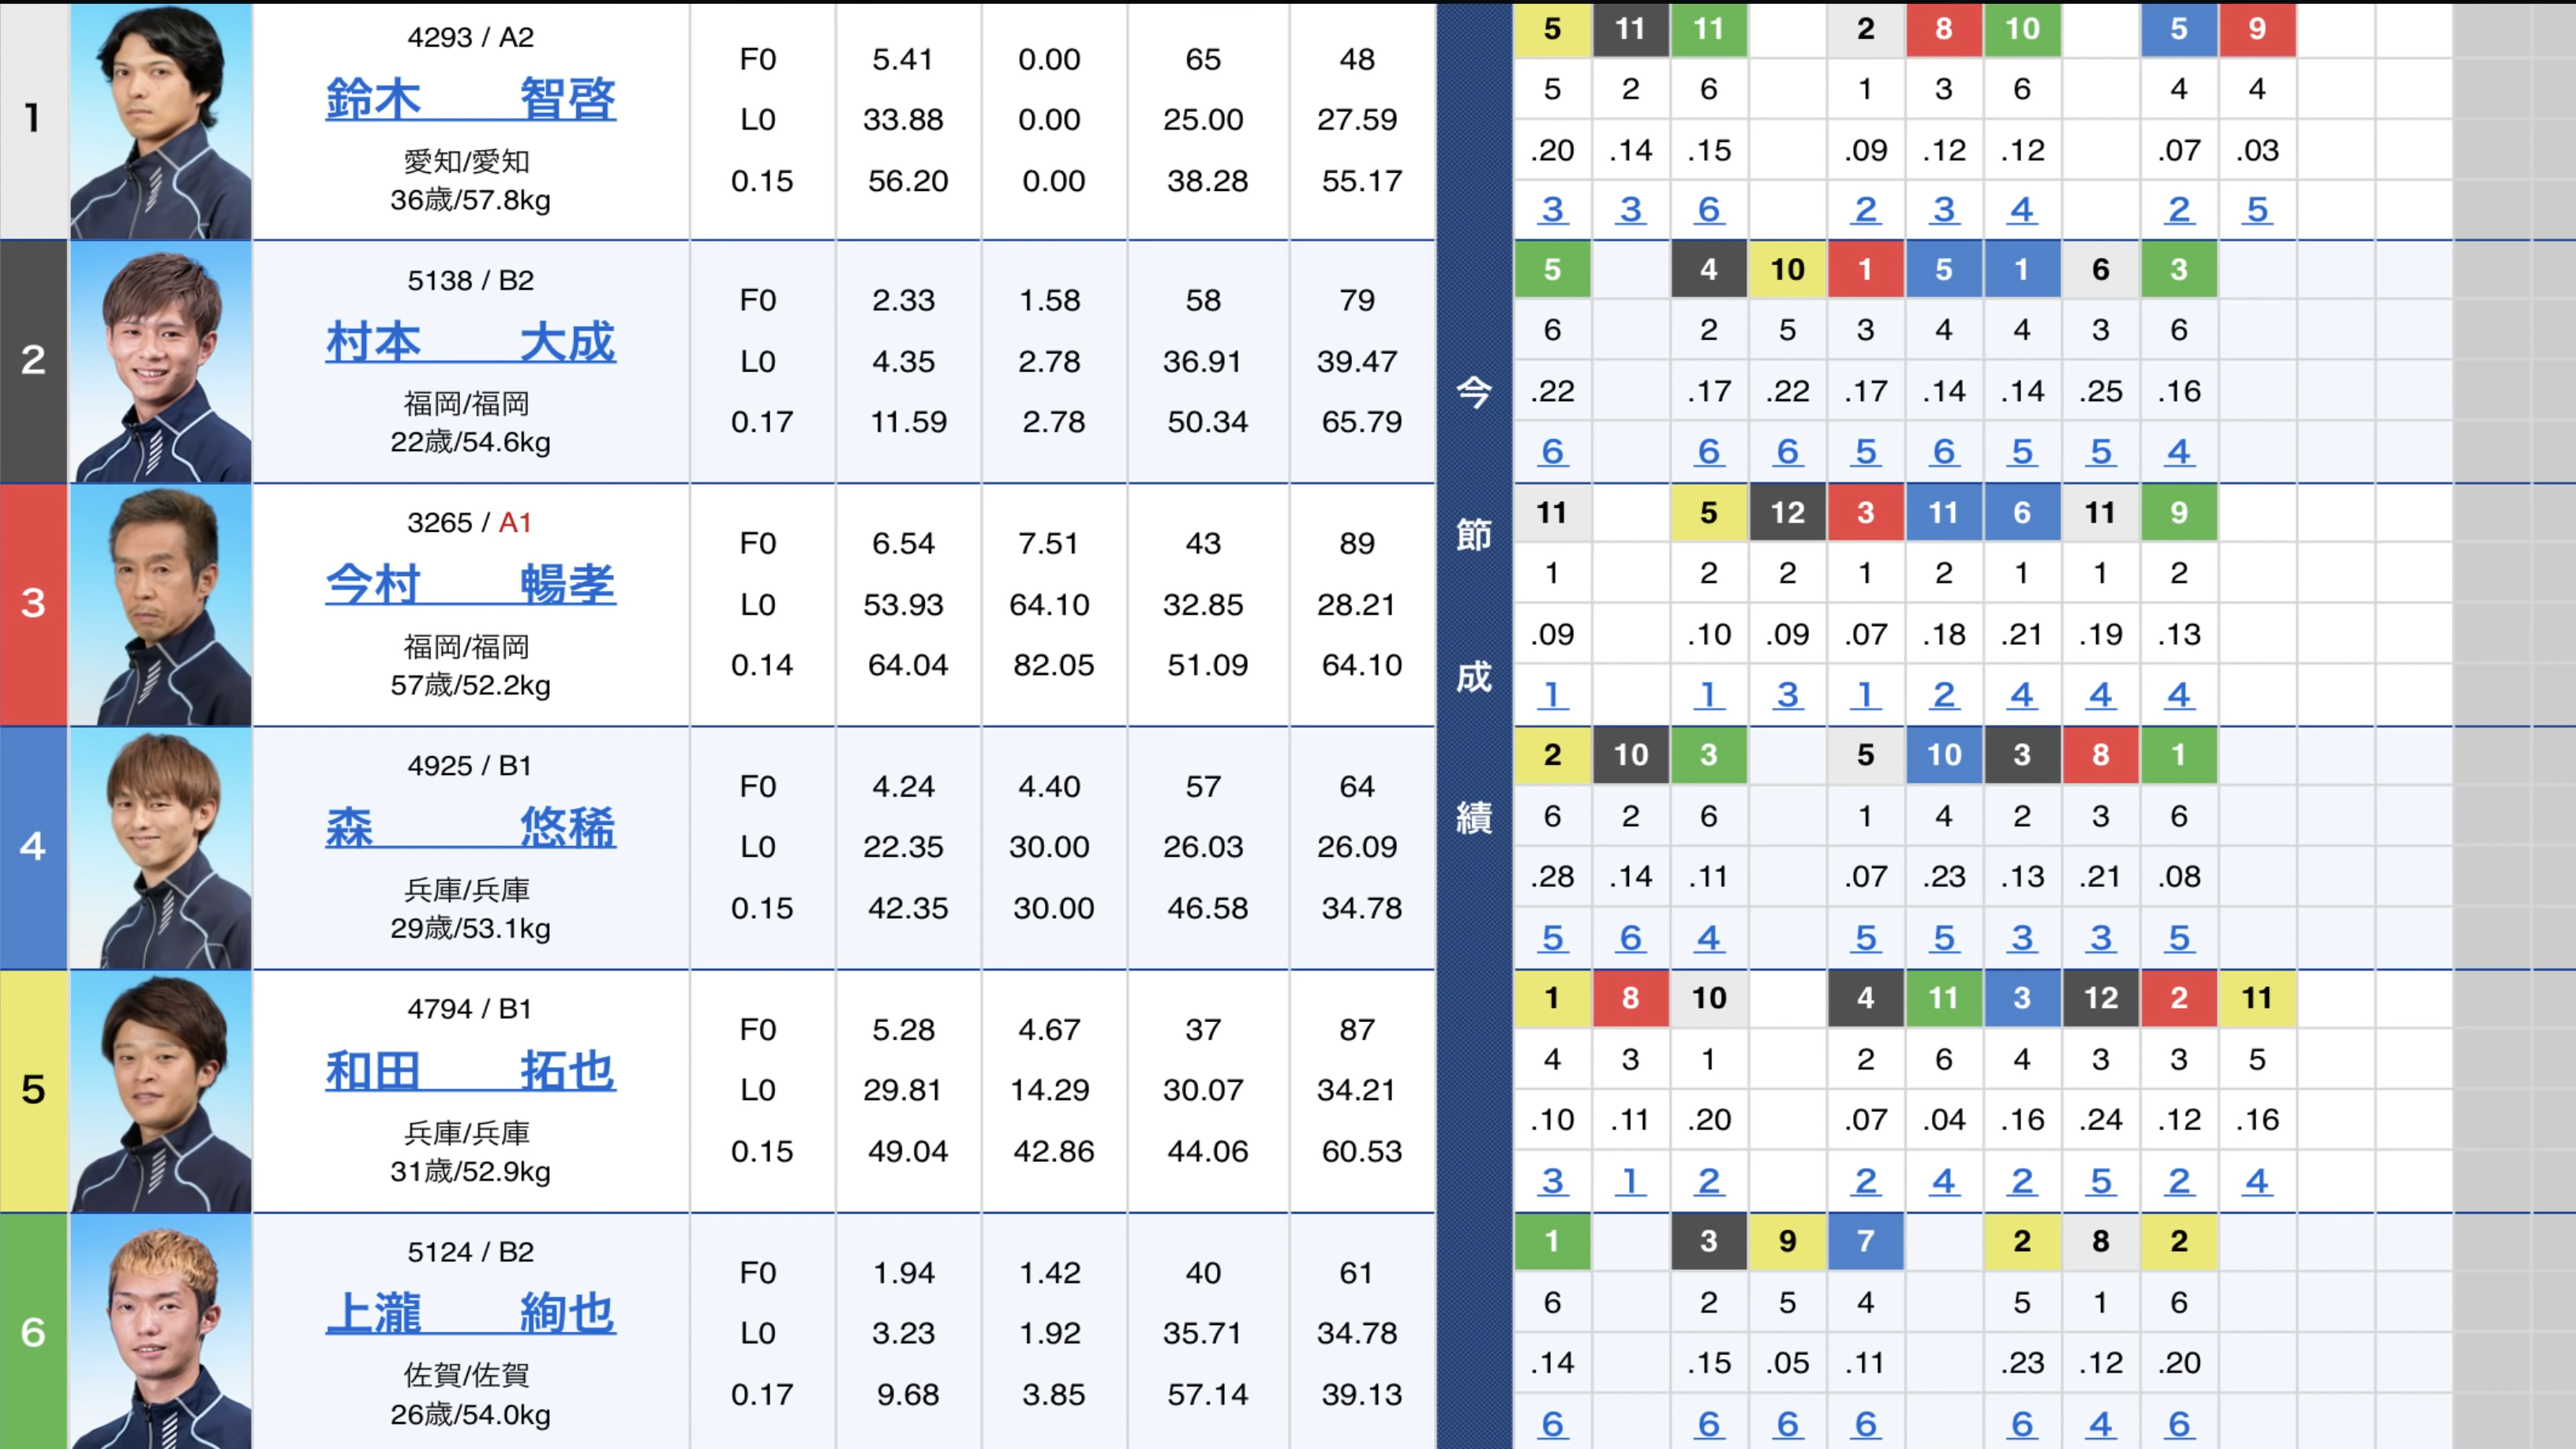 1
4293 / A2
鈴木 智啓
愛知/愛知
36歳/57.8kg
F0 5.41 0.00 65 48
L0 33.88 0.00 25.00 27.59
0.15 56.20 0.00 38.28 55.17
5 11 11 2 8 10 5 9
5 2 6 1 3 6 4 4
.20 .14 .15 .09 .12 .12 .07 .03
3 3 6 2 3 4 2 5
2
5138 / B2
村本 大成
福岡/福岡
22歳/54.6kg
F0 2.33 1.58 58 79
L0 4.35 2.78 36.91 39.47
0.17 11.59 2.78 50.34 65.79
5 4 10 1 5 1 6 3
6 2 5 3 4 4 3 6
.22 .17 .22 .17 .14 .14 .25 .16
6 6 6 5 6 5 5 4
今節成績
3
3265 / A1
今村 暢孝
福岡/福岡
57歳/52.2kg
F0 6.54 7.51 43 89
L0 53.93 64.10 32.85 28.21
0.14 64.04 82.05 51.09 64.10
11 5 12 3 11 6 11 9
1 2 2 1 2 1 1 2
.09 .10 .09 .07 .18 .21 .19 .13
1 1 3 1 2 4 4 4
4
4925 / B1
森 悠稀
兵庫/兵庫
29歳/53.1kg
F0 4.24 4.40 57 64
L0 22.35 30.00 26.03 26.09
0.15 42.35 30.00 46.58 34.78
2 10 3 5 10 3 8 1
6 2 6 1 4 2 3 6
.28 .14 .11 .07 .23 .13 .21 .08
5 6 4 5 5 3 3 5
5
4794 / B1
和田 拓也
兵庫/兵庫
31歳/52.9kg
F0 5.28 4.67 37 87
L0 29.81 14.29 30.07 34.21
0.15 49.04 42.86 44.06 60.53
1 8 10 4 11 3 12 2 11
4 3 1 2 6 4 3 3 5
.10 .11 .20 .07 .04 .16 .24 .12 .16
3 1 2 2 4 2 5 2 4
6
5124 / B2
上瀧 絢也
佐賀/佐賀
26歳/54.0kg
F0 1.94 1.42 40 61
L0 3.23 1.92 35.71 34.78
0.17 9.68 3.85 57.14 39.13
1 3 9 7 2 8 2
6 2 5 4 5 1 6
.14 .15 .05 .11 .23 .12 .20
6 6 6 6 6 4 6